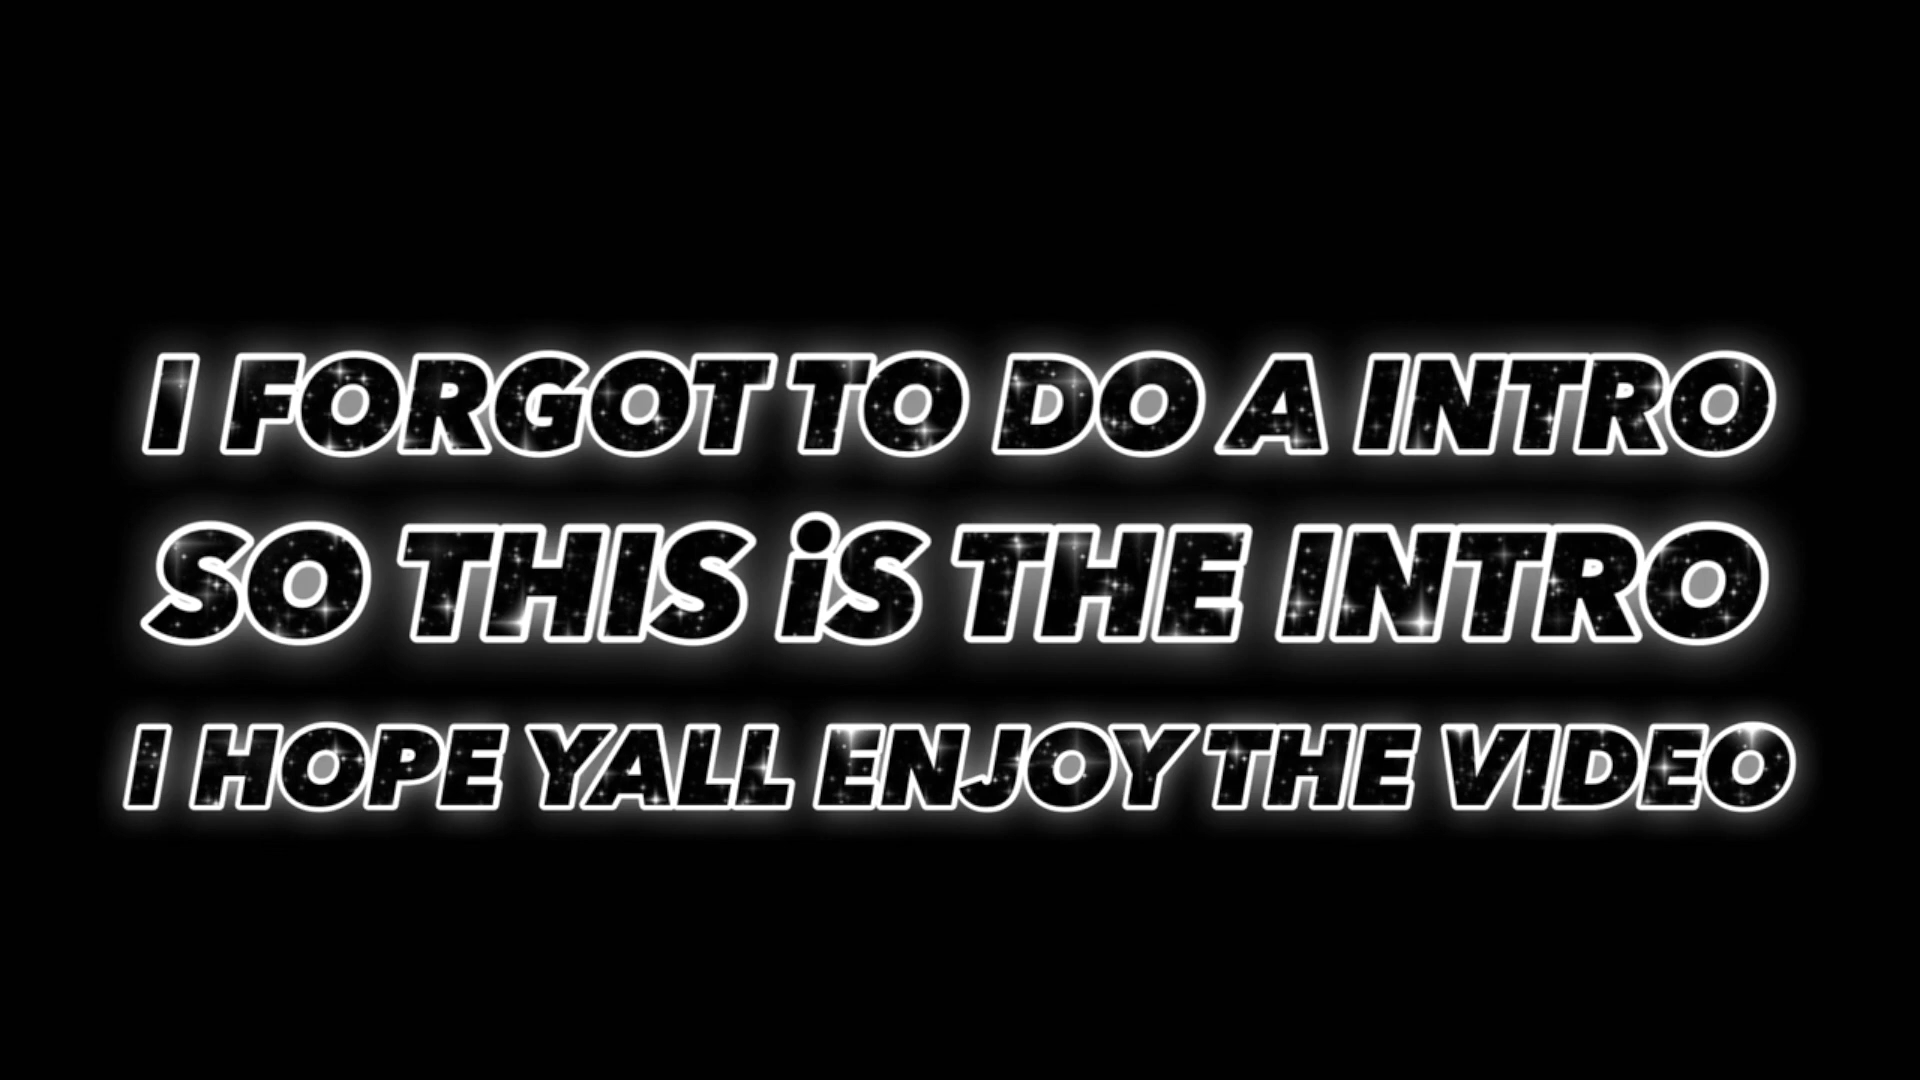 I FORGOT TO DO A INTRO
SO THIS iS THE INTRO
I HOPE YALL ENJOY THE VIDEO